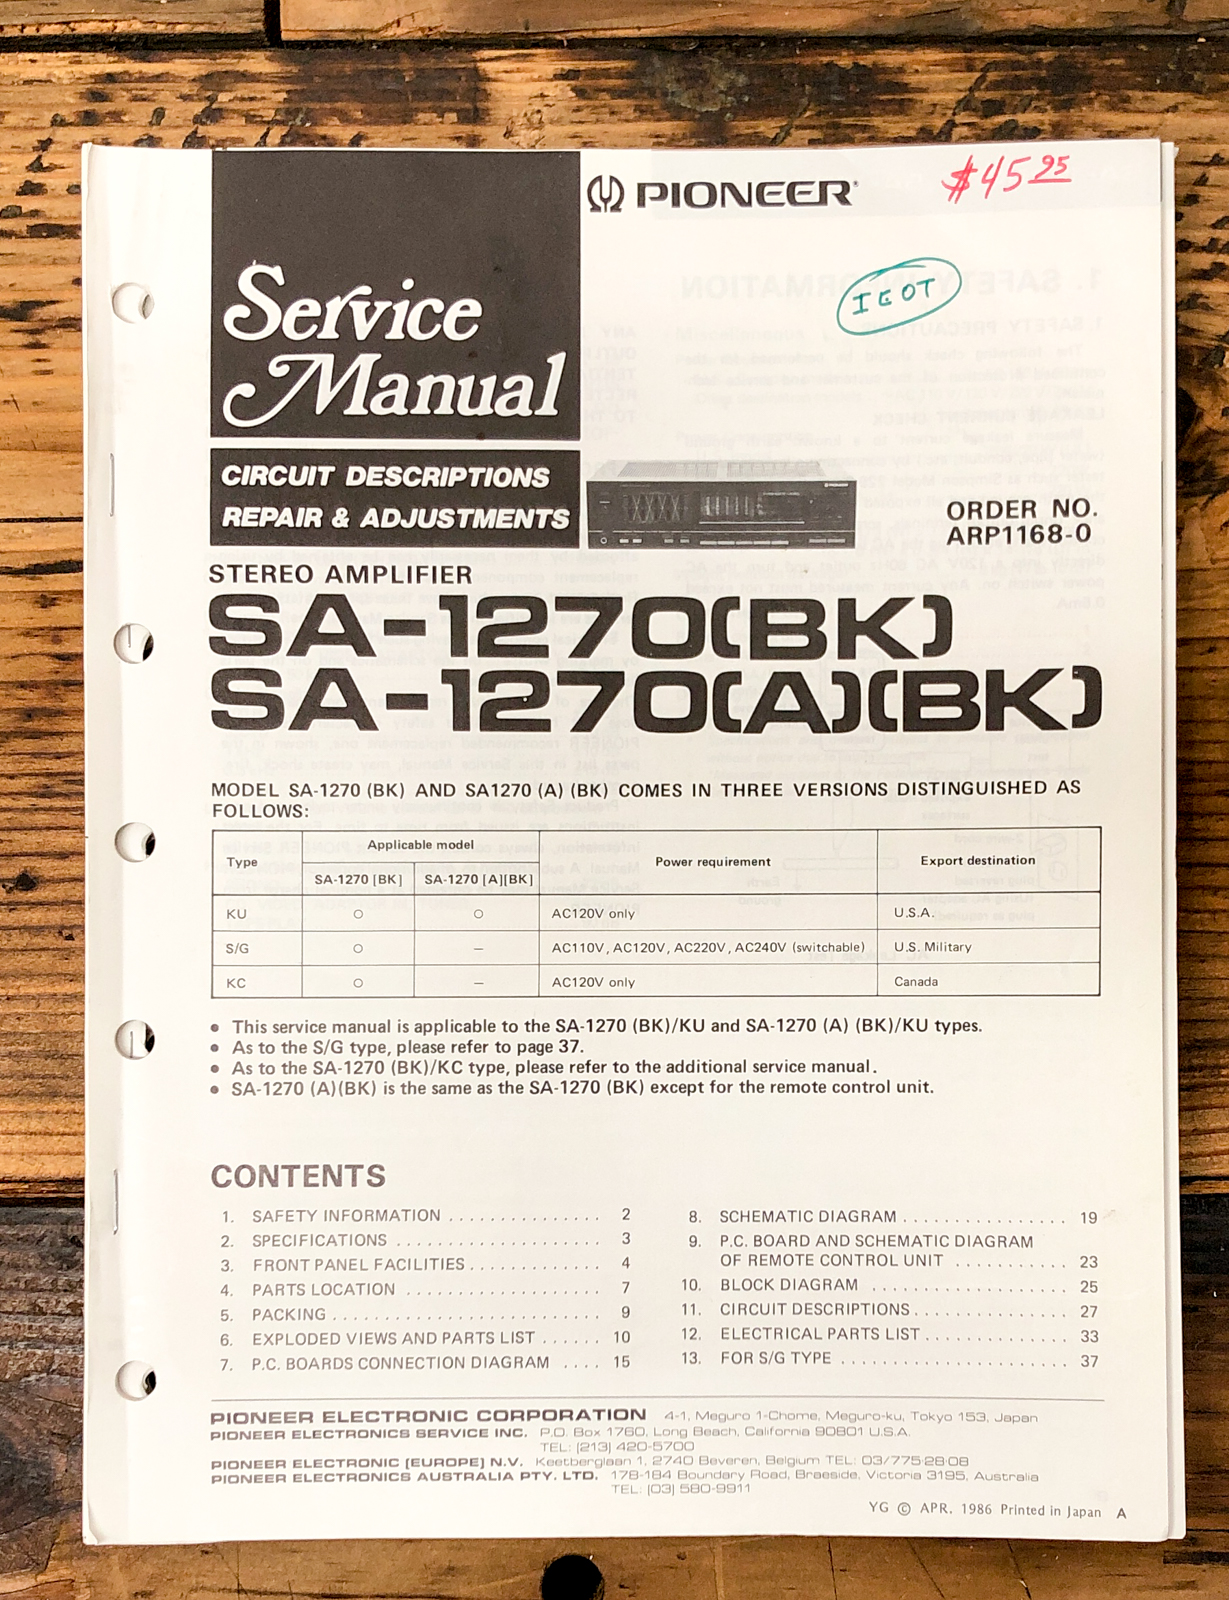 PIONEER
$45.95
Service
Manual
IEOT
CIRCUIT DESCRIPTIONS
REPAIR & ADJUSTMENTS
PIONEER
ORDER NO.
ARP1168-0
STEREO AMPLIFIER
SA-1270(BK)
SA-1270(A)(BK)
MODEL SA-1270 (BK) AND SA1270 (A) (BK) COMES IN THREE VERSIONS DISTINGUISHED AS
FOLLOWS:
Type Applicable model Power requirement Export destination
SA-1270 [BK] SA-1270 [A][BK]
KU ○ ○ AC120V only U.S.A.
S/G ○ – AC110V, AC120V, AC220V, AC240V (switchable) U.S. Military
KC ○ – AC120V only Canada
● This service manual is applicable to the SA-1270 (BK)/KU and SA-1270 (A) (BK)/KU types.
● As to the S/G type, please refer to page 37.
● As to the SA-1270 (BK)/KC type, please refer to the additional service manual.
● SA-1270 (A)(BK) is the same as the SA-1270 (BK) except for the remote control unit.
CONTENTS
1. SAFETY INFORMATION ............... 2
2. SPECIFICATIONS .................... 3
3. FRONT PANEL FACILITIES ............. 4
4. PARTS LOCATION ................... 7
5. PACKING .......................... 9
6. EXPLODED VIEWS AND PARTS LIST ...... 10
7. P.C. BOARDS CONNECTION DIAGRAM .... 15
8. SCHEMATIC DIAGRAM ................ 19
9. P.C. BOARD AND SCHEMATIC DIAGRAM
OF REMOTE CONTROL UNIT ........... 23
10. BLOCK DIAGRAM ................... 25
11. CIRCUIT DESCRIPTIONS .............. 27
12. ELECTRICAL PARTS LIST ............. 33
13. FOR S/G TYPE ...................... 37
PIONEER ELECTRONIC CORPORATION 4-1, Meguro 1-Chome, Meguro-ku, Tokyo 153, Japan
PIONEER ELECTRONICS SERVICE INC. P.O. Box 1760, Long Beach, California 90801 U.S.A.
TEL: (213) 420-5700
PIONEER ELECTRONIC [EUROPE] N.V. Keetberglaan 1, 2740 Beveren, Belgium TEL: 03/775·28·08
PIONEER ELECTRONICS AUSTRALIA PTY. LTD. 178-184 Boundary Road, Braeside, Victoria 3195, Australia
TEL: (03) 580-9911
YG © APR. 1986 Printed in Japan A